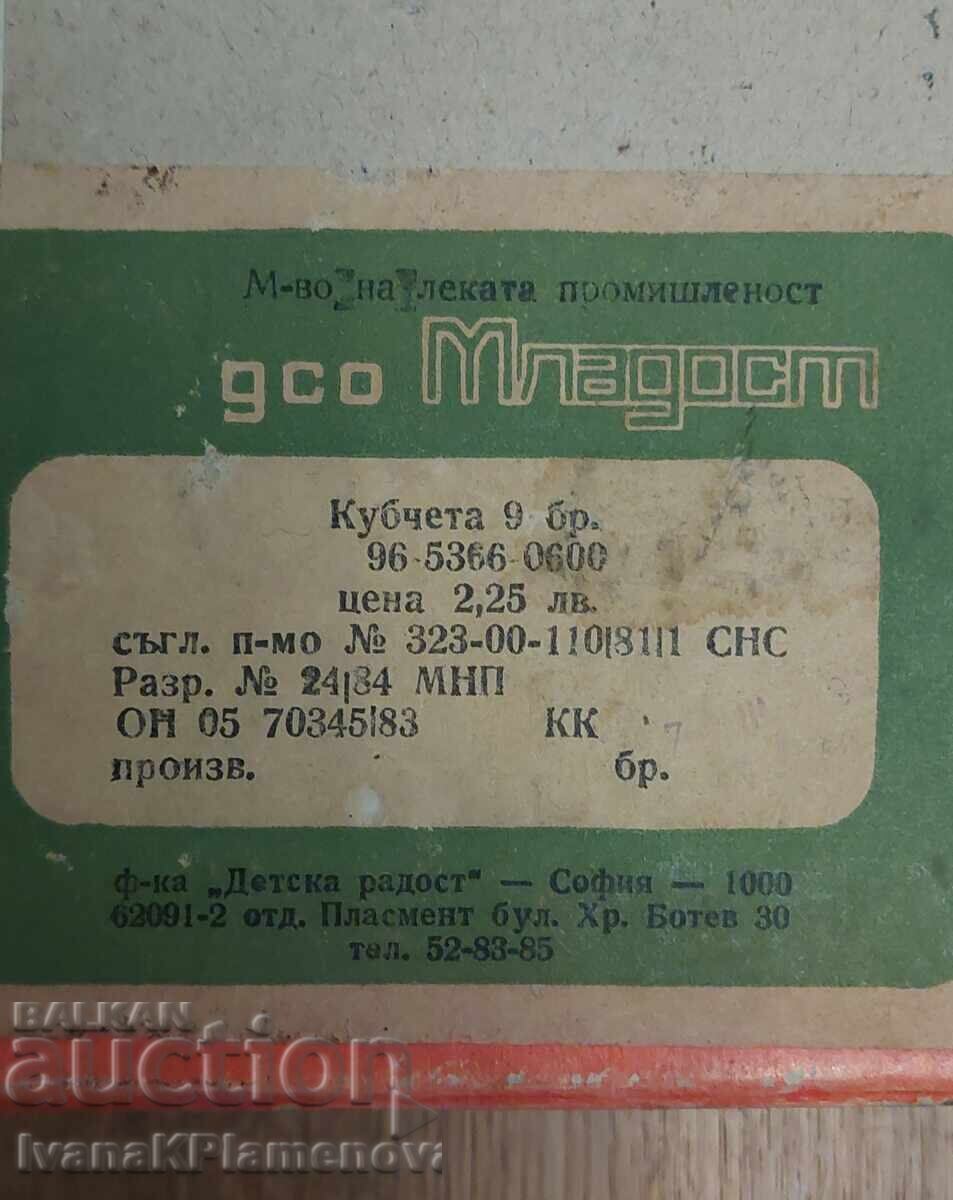 М-во на леката промишленост
дсо Младост
Кубчета 9 бр.
96-5366-0600
цена 2,25 лв.
съгл. п-мо № 323-00-110|81|1 СНС
Разр. № 24|84 МНП
ОН 05 70345|83 КК
произв. бр.
ф-ка „Детска радост" — София — 1000
62091-2 отд. Пласмент бул. Хр. Ботев 30
тел. 52-83-85
BALKAN
auction
IvanaKPlamenova